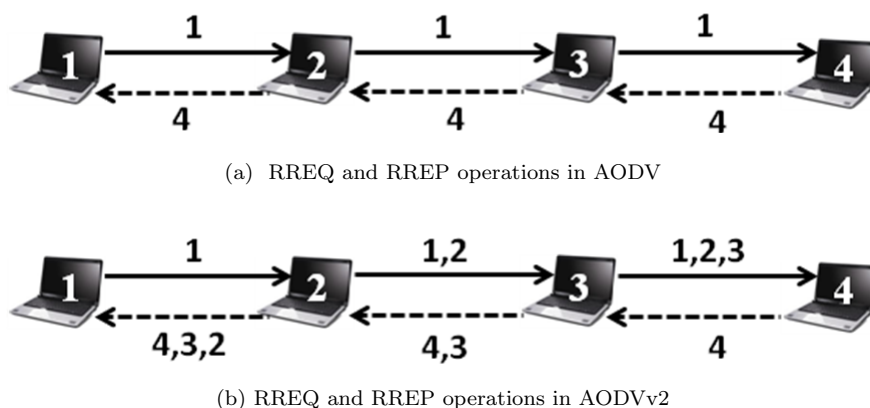 1 1 1
1 2 3 4
4 4 4
(a) RREQ and RREP operations in AODV
1 1,2 1,2,3
1 2 3 4
4,3,2 4,3 4
(b) RREQ and RREP operations in AODVv2